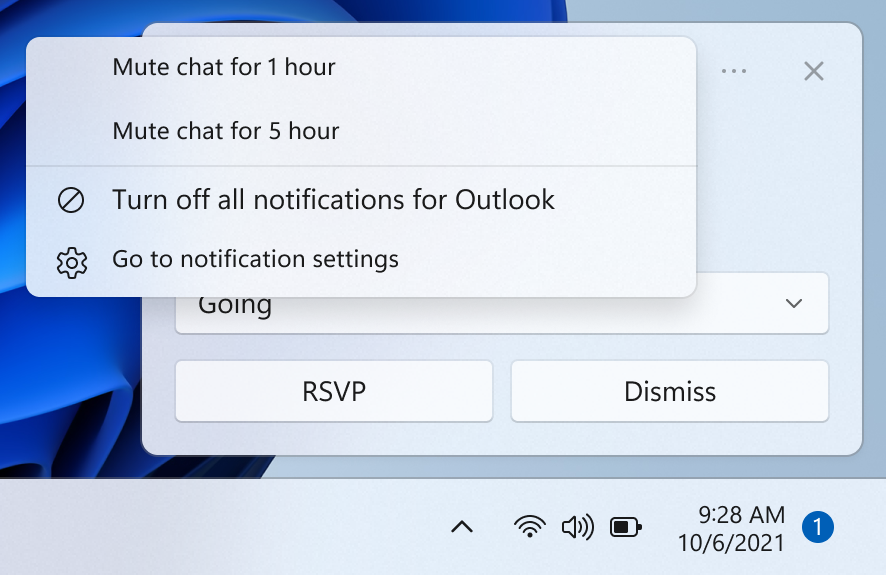 Mute chat for 1 hour
Mute chat for 5 hour
Turn off all notifications for Outlook
Go to notification settings
Going
RSVP
Dismiss
9:28 AM
10/6/2021
1